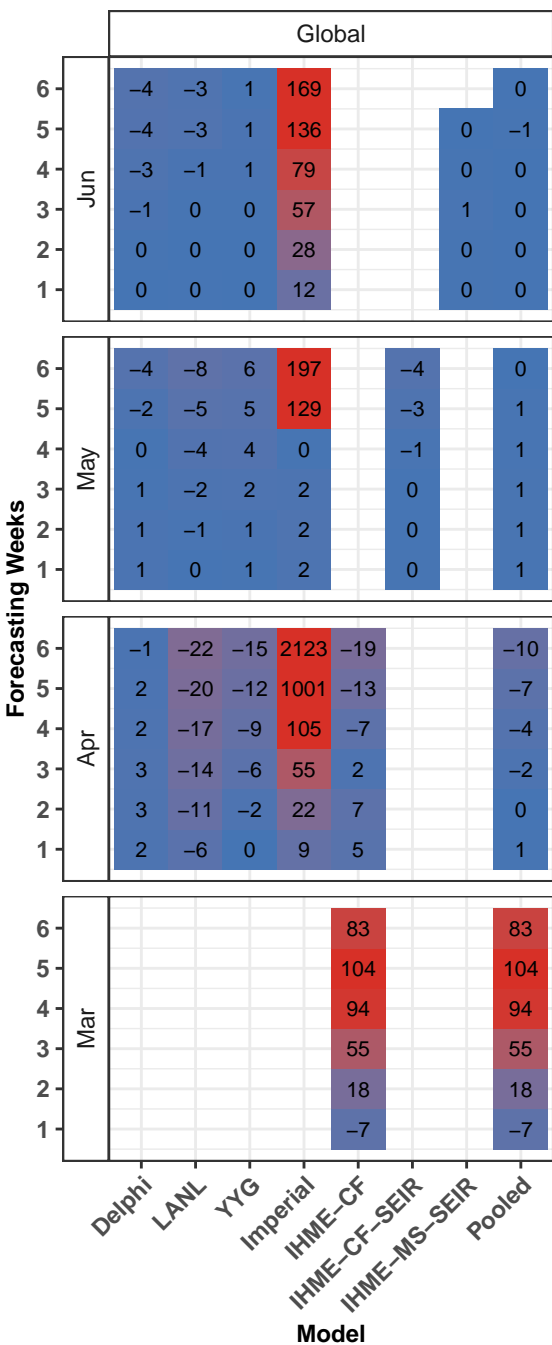 Global
Forecasting Weeks
Jun
6 −4 −3 1 169 0
5 −4 −3 1 136 0 −1
4 −3 −1 1 79 0 0
3 −1 0 0 57 1 0
2 0 0 0 28 0 0
1 0 0 0 12 0 0
May
6 −4 −8 6 197 −4 0
5 −2 −5 5 129 −3 1
4 0 −4 4 0 −1 1
3 1 −2 2 2 0 1
2 1 −1 1 2 0 1
1 1 0 1 2 0 1
Apr
6 −1 −22 −15 2123 −19 −10
5 2 −20 −12 1001 −13 −7
4 2 −17 −9 105 −7 −4
3 3 −14 −6 55 2 −2
2 3 −11 −2 22 7 0
1 2 −6 0 9 5 1
Mar
6 83 83
5 104 104
4 94 94
3 55 55
2 18 18
1 −7 −7
Delphi
LANL
YYG
Imperial
IHME−CF
IHME−CF−SEIR
IHME−MS−SEIR
Pooled
Model